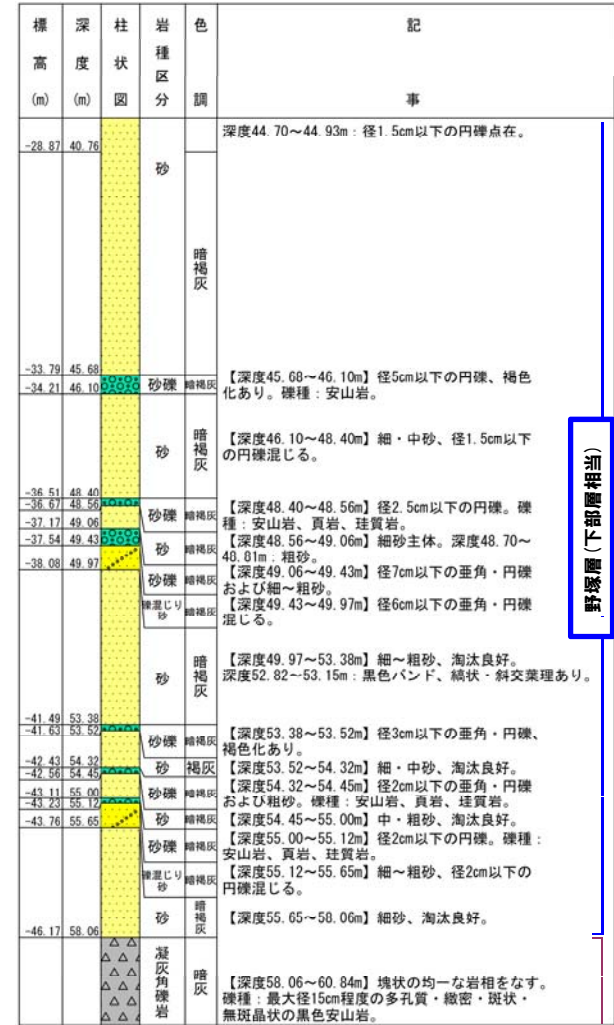 標高(m) 深度(m) 柱状図 岩種区分 色調 記事
深度44.70～44.93m：径1.5cm以下の円礫点在。
-28.87 40.76
砂
暗褐灰
-33.79 45.68
-34.21 46.10
砂礫 暗褐灰
【深度45.68～46.10m】径5cm以下の円礫、褐色
化あり。礫種：安山岩。
砂 暗褐灰
【深度46.10～48.40m】細・中砂、径1.5cm以下
の円礫混じる。
-36.51 48.40
-36.67 48.56
-37.17 49.06
-37.54 49.43
-38.08 49.97
砂礫 暗褐灰
【深度48.40～48.56m】径2.5cm以下の円礫。礫
種：安山岩、頁岩、珪質岩。
砂 暗褐灰
【深度48.56～49.06m】細砂主体。深度48.70～
48.81m：粗砂。
砂礫 暗褐灰
【深度49.06～49.43m】径7cm以下の亜角・円礫
および細～粗砂。
礫混じり砂 暗褐灰
【深度49.43～49.97m】径6cm以下の亜角・円礫
混じる。
砂 暗褐灰
【深度49.97～53.38m】細～粗砂、淘汰良好。
深度52.82～53.15m：黒色バンド、縞状・斜交葉理あり。
-41.49 53.38
-41.63 53.52
-42.43 54.32
-42.56 54.45
-43.11 55.00
-43.23 55.12
-43.76 55.65
砂礫 暗褐灰
【深度53.38～53.52m】径3cm以下の亜角・円礫、
褐色化あり。
砂 褐灰
【深度53.52～54.32m】細・中砂、淘汰良好。
砂礫 暗褐灰
【深度54.32～54.45m】径2cm以下の亜角・円礫
および粗砂。礫種：安山岩、頁岩、珪質岩。
砂 暗褐灰
【深度54.45～55.00m】中・粗砂、淘汰良好。
砂礫 暗褐灰
【深度55.00～55.12m】径2cm以下の円礫。礫種：
安山岩、頁岩、珪質岩。
礫混じり砂 暗褐灰
【深度55.12～55.65m】細～粗砂、径2cm以下の
円礫混じる。
砂 暗褐灰
【深度55.65～58.06m】細砂、淘汰良好。
-46.17 58.06
凝灰角礫岩 暗灰
【深度58.06～60.84m】塊状の均一な岩相をなす。
礫種：最大径15cm程度の多孔質・緻密・斑状・
無斑晶状の黒色安山岩。
野塚層(下部層相当)